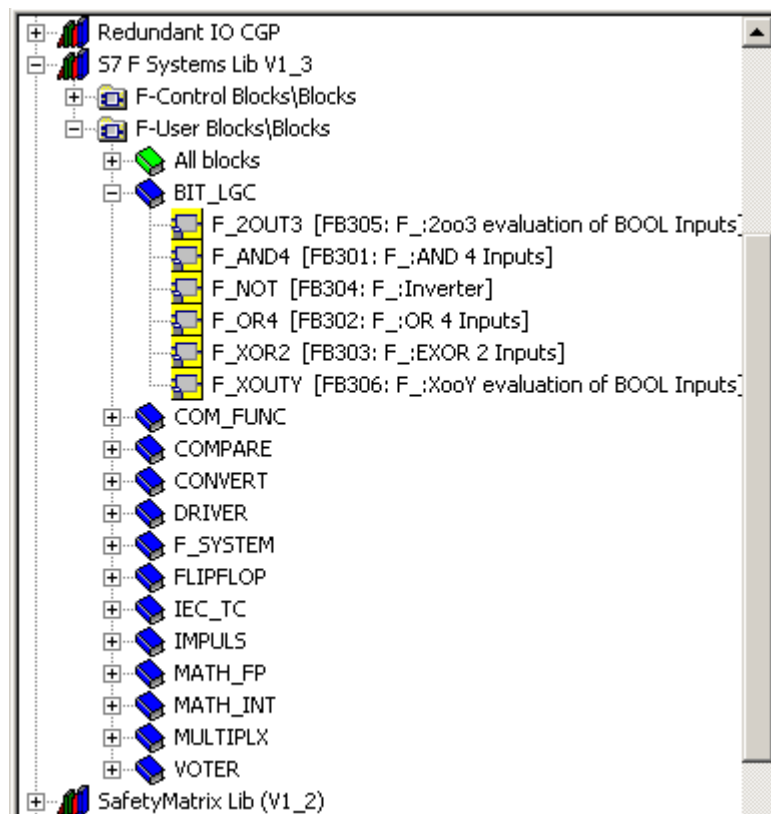 Redundant IO CGP
S7 F Systems Lib V1_3
F-Control Blocks\Blocks
F-User Blocks\Blocks
All blocks
BIT_LGC
F_2OUT3 [FB305: F_:2oo3 evaluation of BOOL Inputs]
F_AND4 [FB301: F_:AND 4 Inputs]
F_NOT [FB304: F_:Inverter]
F_OR4 [FB302: F_:OR 4 Inputs]
F_XOR2 [FB303: F_:EXOR 2 Inputs]
F_XOUTY [FB306: F_:XooY evaluation of BOOL Inputs]
COM_FUNC
COMPARE
CONVERT
DRIVER
F_SYSTEM
FLIPFLOP
IEC_TC
IMPULS
MATH_FP
MATH_INT
MULTIPLX
VOTER
SafetyMatrix Lib (V1_2)